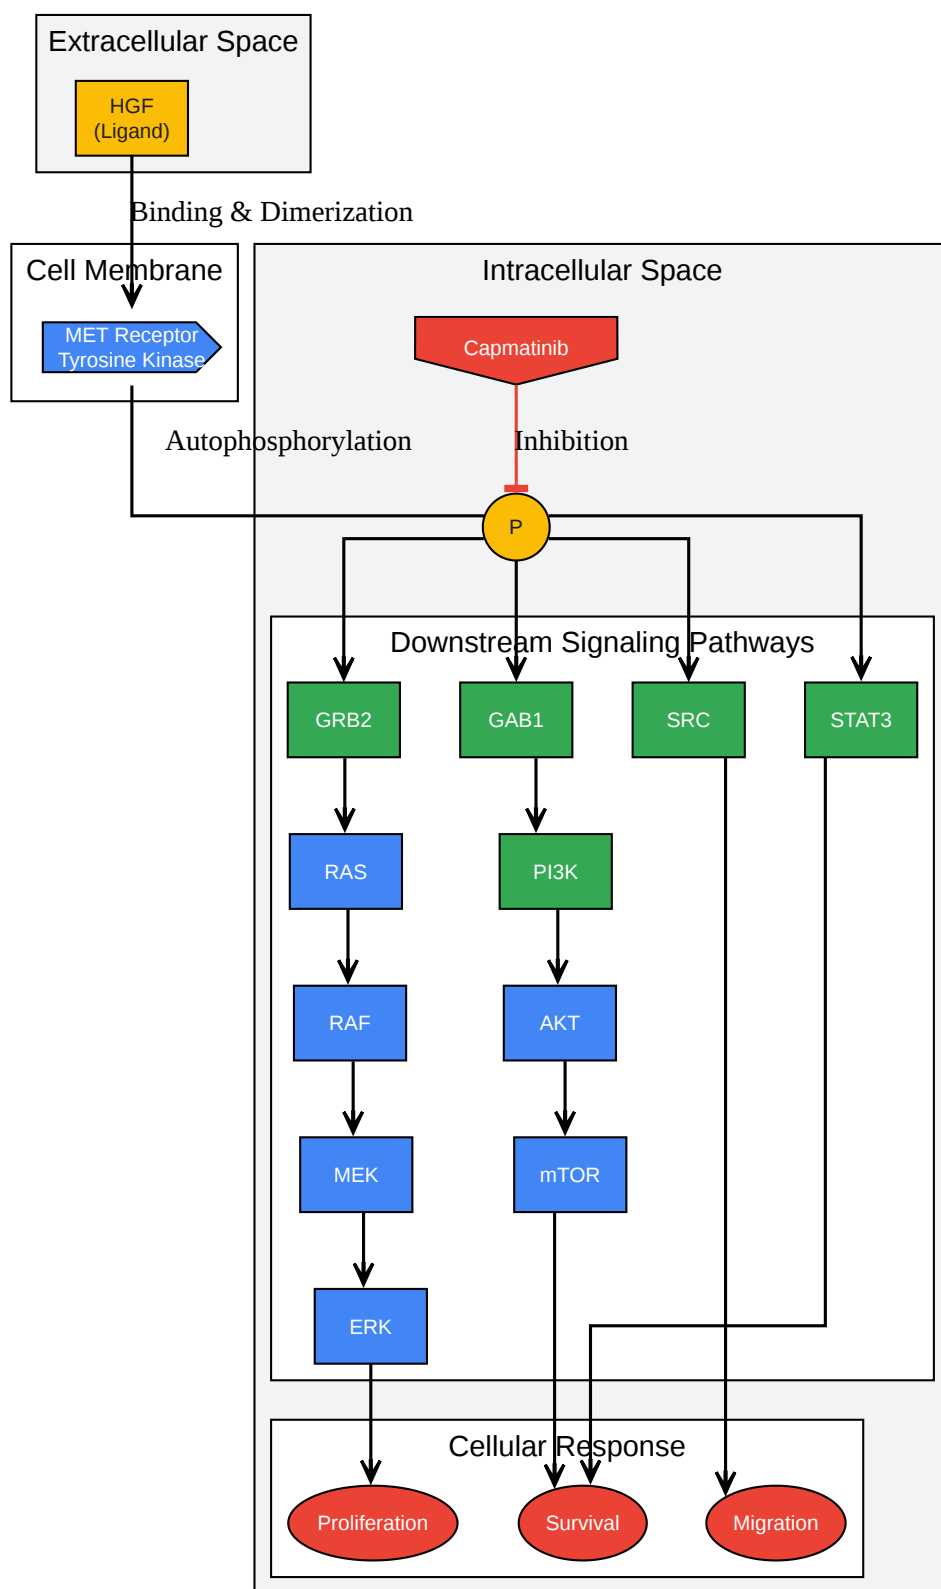 Extracellular Space
HGF
(Ligand)
Binding & Dimerization
Cell Membrane
Intracellular Space
MET Receptor
Tyrosine Kinase
Capmatinib
Autophosphorylation
Inhibition
P
Downstream Signaling Pathways
GRB2
GAB1
SRC
STAT3
RAS
PI3K
RAF
AKT
MEK
mTOR
ERK
Cellular Response
Proliferation
Survival
Migration